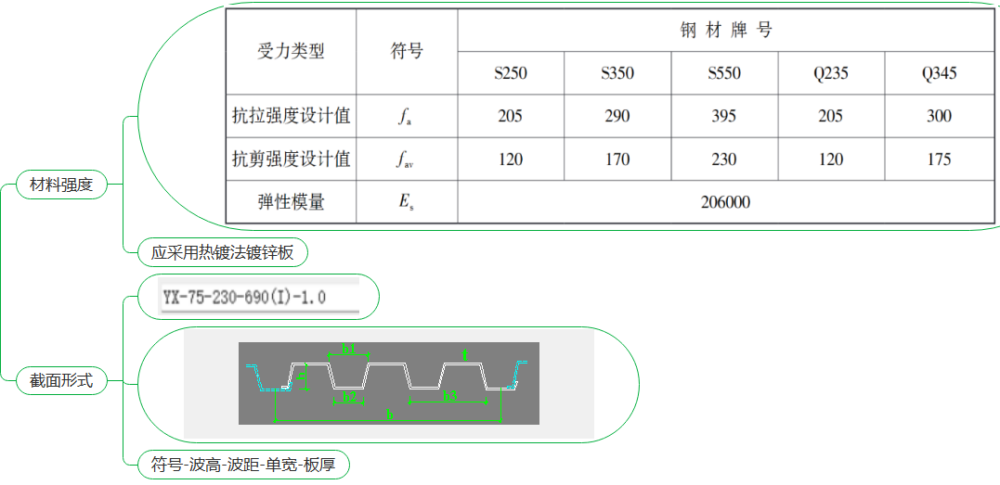 材料强度
受力类型 符号 钢材牌号
S250 S350 S550 Q235 Q345
抗拉强度设计值 fa 205 290 395 205 300
抗剪强度设计值 fav 120 170 230 120 175
弹性模量 Es 206000
应采用热镀法镀锌板
截面形式
YX-75-230-690(I)-1.0
b1
t
h
b2
b3
b
符号-波高-波距-单宽-板厚